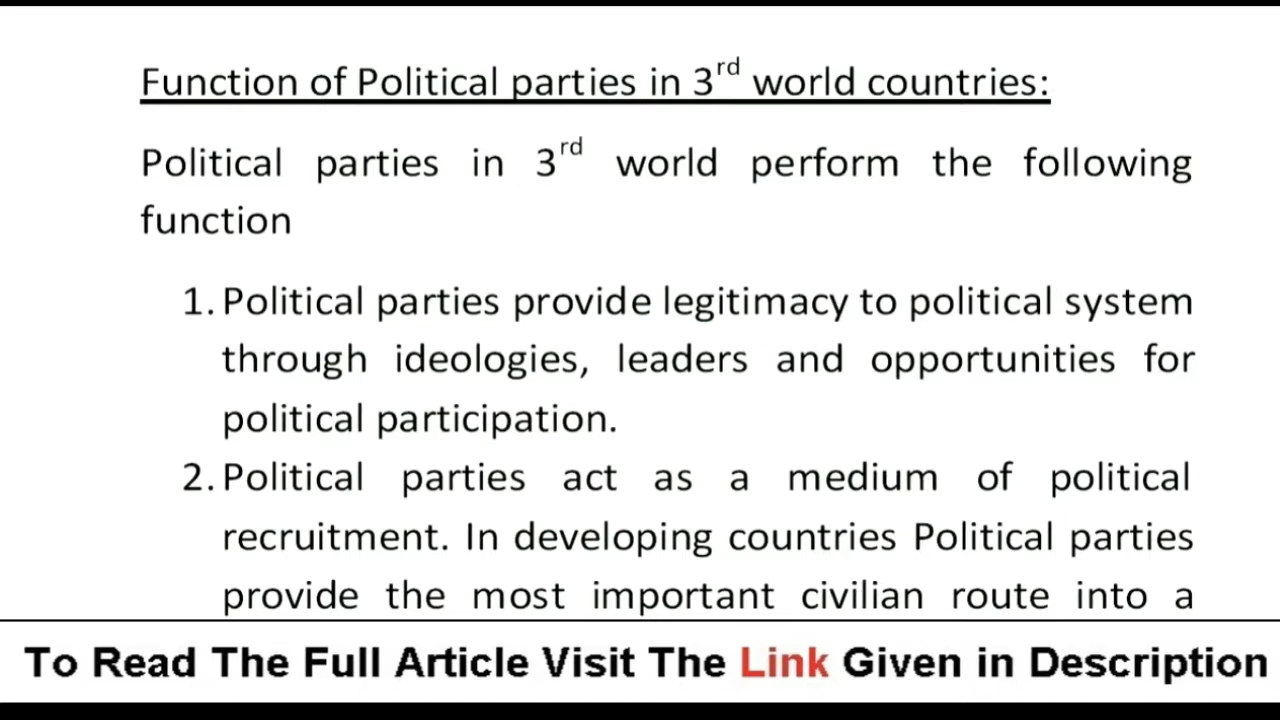 Function of Political parties in 3rd world countries:
Political parties in 3rd world perform the following
function
1. Political parties provide legitimacy to political system
through ideologies, leaders and opportunities for
political participation.
2. Political parties act as a medium of political
recruitment. In developing countries Political parties
provide the most important civilian route into a
To Read The Full Article Visit The Link Given in Description